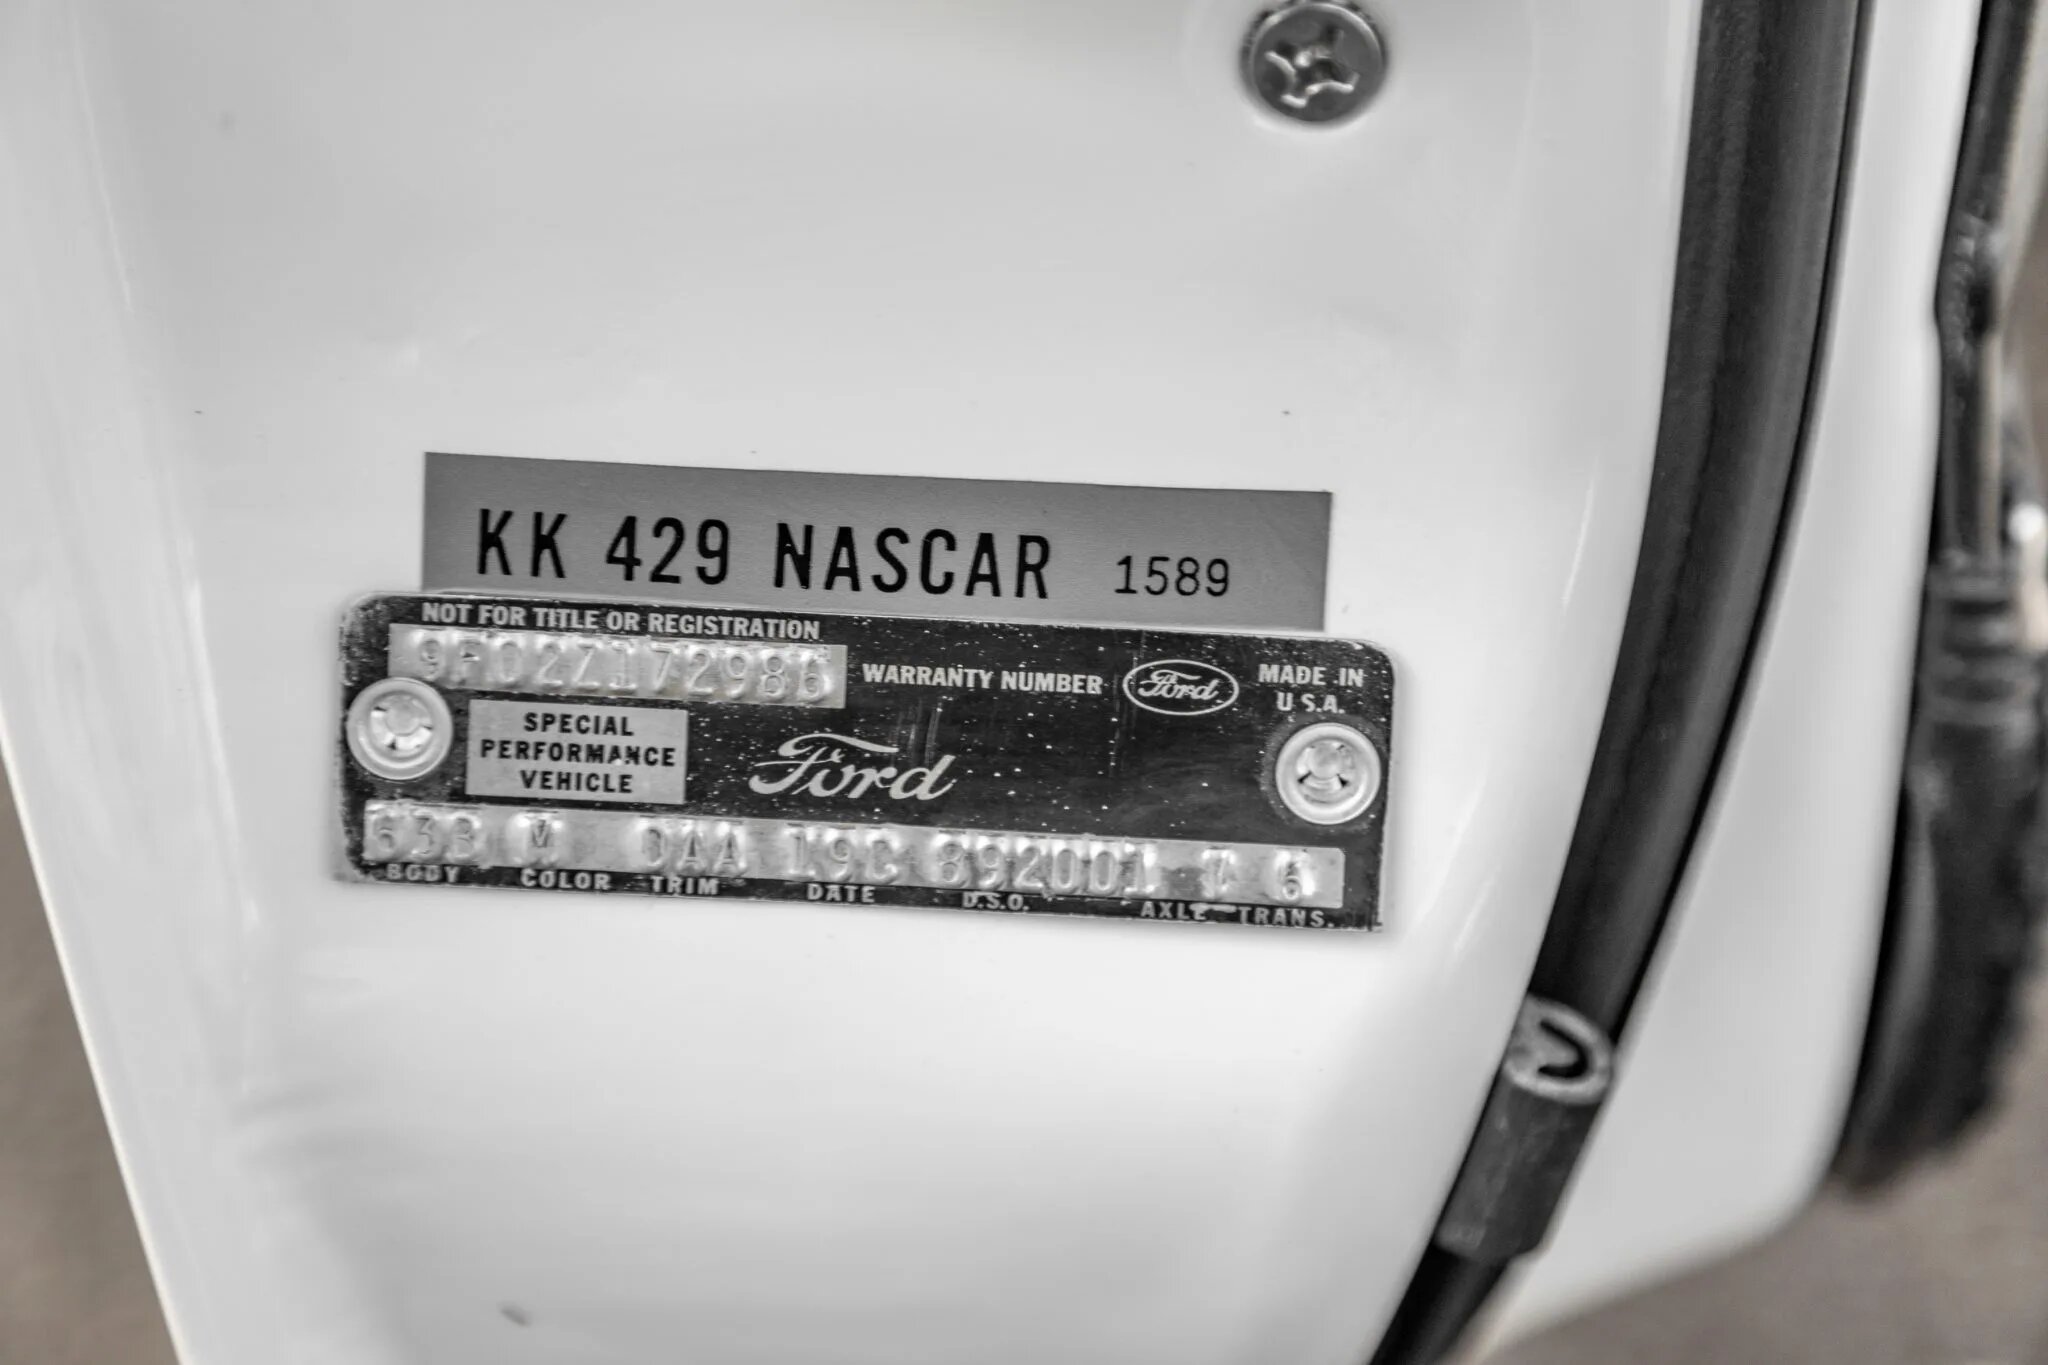 KK 429 NASCAR 1589
NOT FOR TITLE OR REGISTRATION
9F02Z172986
WARRANTY NUMBER
Ford
MADE IN
U.S.A.
SPECIAL
PERFORMANCE
VEHICLE
Ford
63B M DAA 19C 892001 6
BODY COLOR TRIM DATE D.S.O. AXLE TRANS.